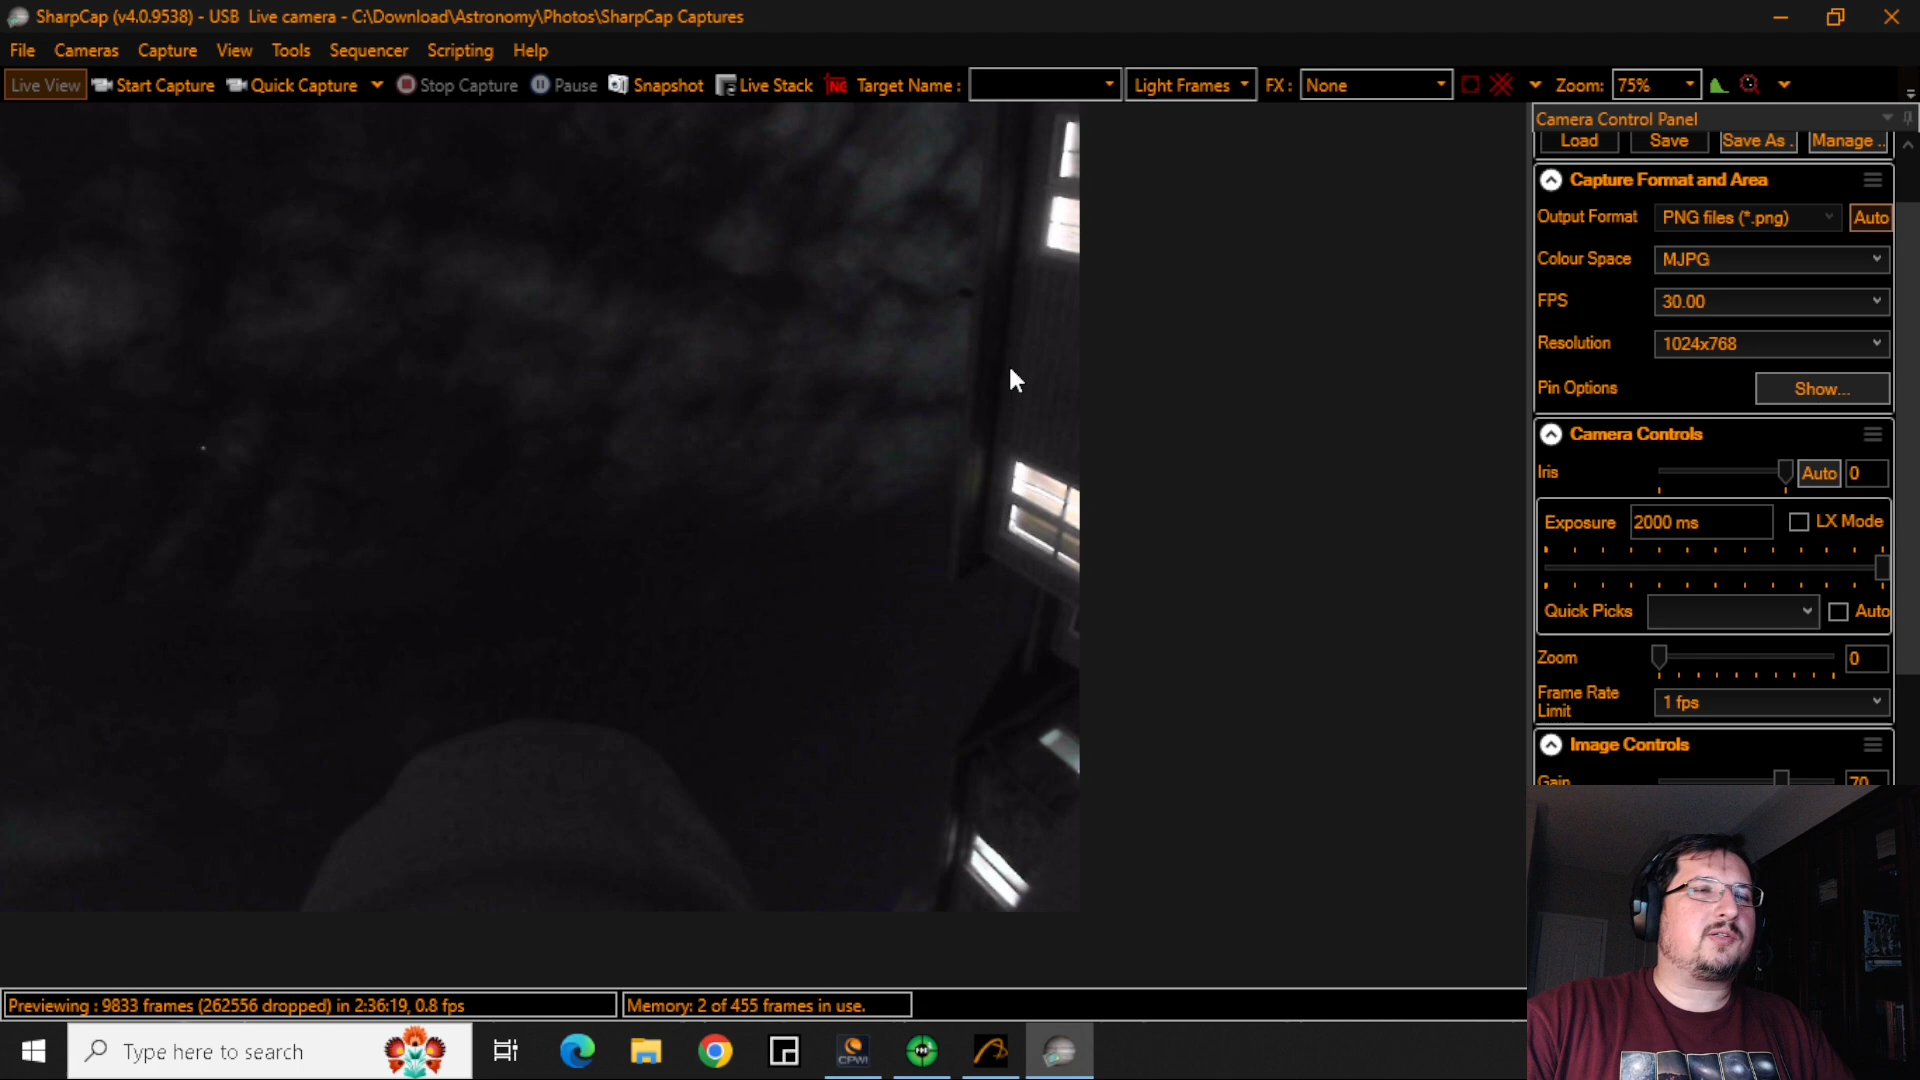 SharpCap (v4.0.9538) - USB Live camera - C:\Download\Astronomy\Photos\SharpCap Captures
File Cameras Capture View Tools Sequencer Scripting Help
Live View Start Capture Quick Capture Stop Capture Pause Snapshot Live Stack Target Name : Light Frames FX : None Zoom: 75%
Camera Control Panel
Load Save Save As . Manage ..
Capture Format and Area
Output Format PNG files (*.png) Auto
Colour Space MJPG
FPS 30.00
Resolution 1024x768
Pin Options Show...
Camera Controls
Iris Auto 0
Exposure 2000 ms LX Mode
Quick Picks Auto
Zoom 0
Frame Rate
Limit 1 fps
Image Controls
Gain 70
Previewing : 9833 frames (262556 dropped) in 2:36:19, 0.8 fps Memory: 2 of 455 frames in use.
Type here to search CPWI